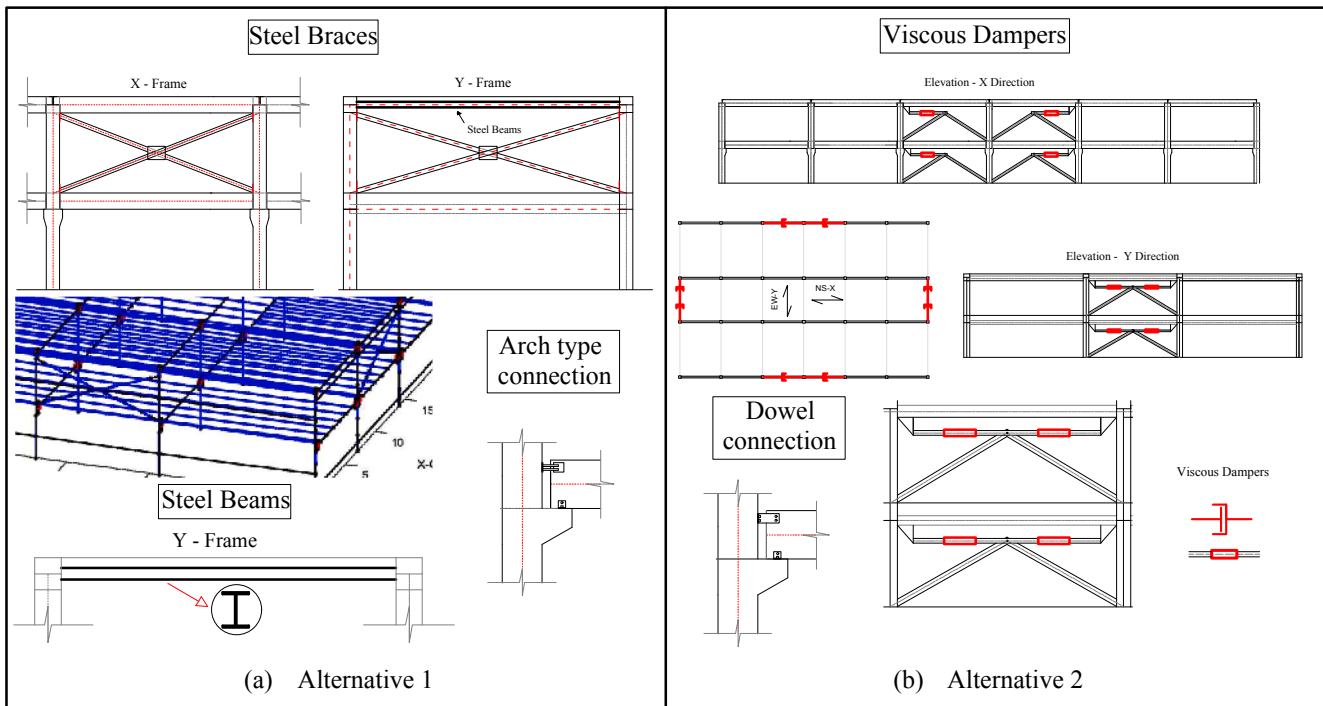 Steel Braces
X - Frame
Y - Frame
Steel Beams
Arch type
connection
15
10
5
X-(
Steel Beams
Y - Frame
(a) Alternative 1
Viscous Dampers
Elevation - X Direction
EW-Y
NS-X
Elevation - Y Direction
Dowel
connection
Viscous Dampers
(b) Alternative 2